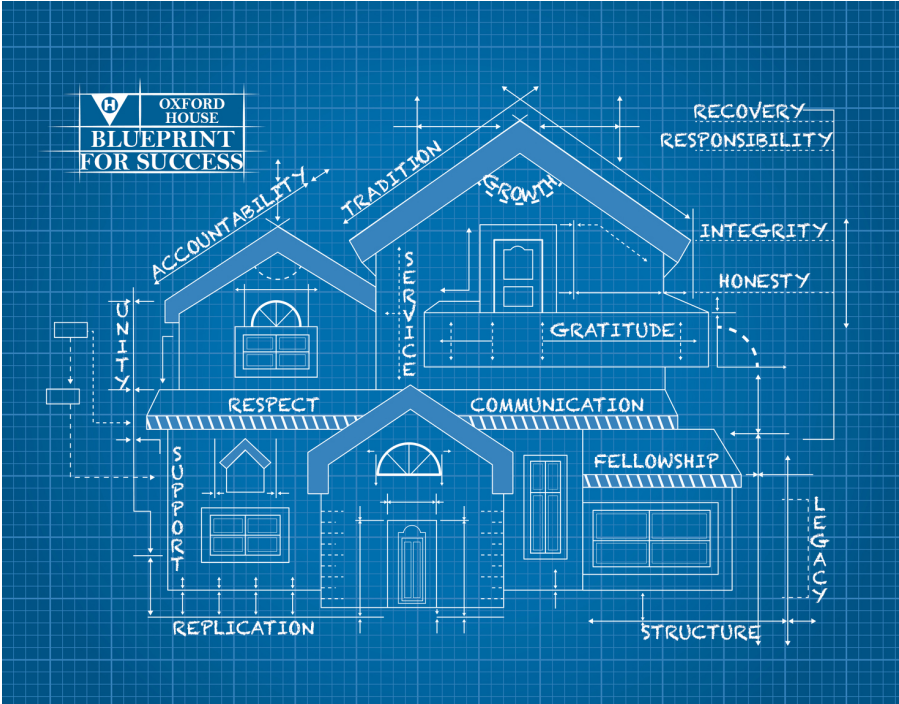 H
OXFORD
HOUSE
BLUEPRINT
FOR SUCCESS
RECOVERY
RESPONSIBILITY
TRADITION
GROWTH
ACCOUNTABILITY
INTEGRITY
HONESTY
SERVICE
UNITY
GRATITUDE
RESPECT
COMMUNICATION
SUPPORT
FELLOWSHIP
LEGACY
REPLICATION
STRUCTURE